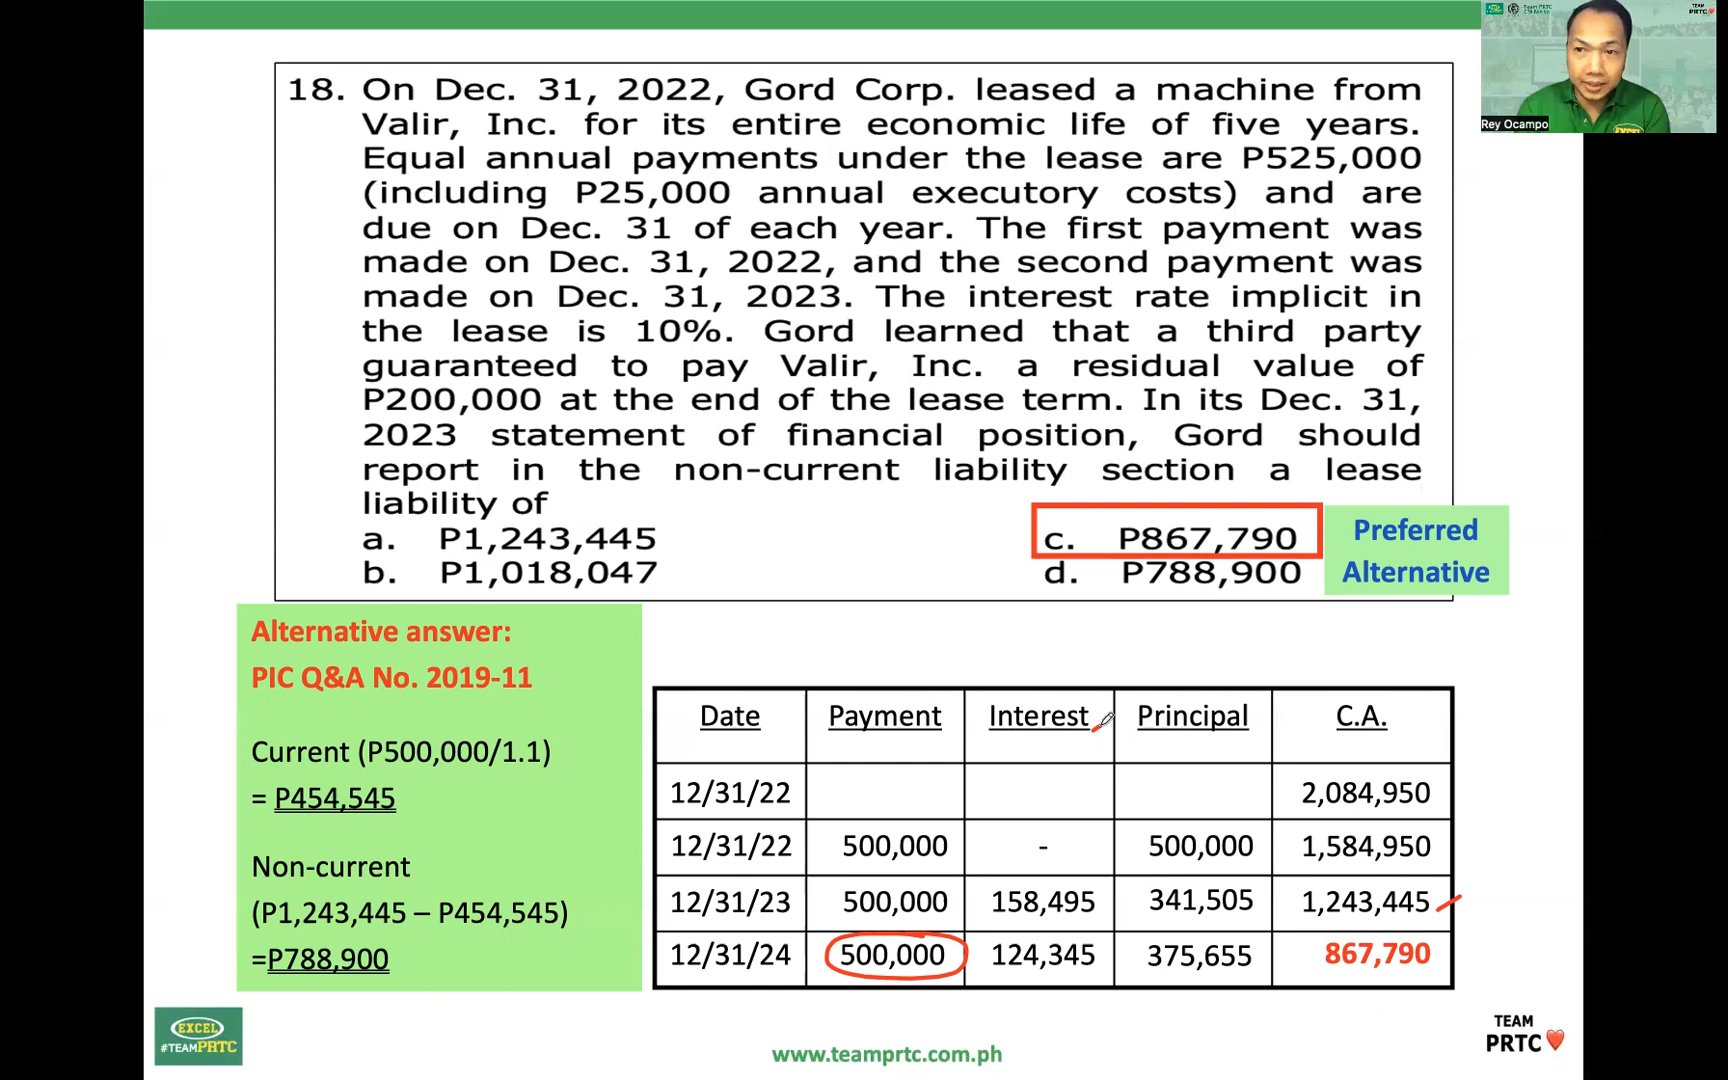 18. On Dec. 31, 2022, Gord Corp. leased a machine from
Valir, Inc. for its entire economic life of five years.
Equal annual payments under the lease are P525,000
(including P25,000 annual executory costs) and are
due on Dec. 31 of each year. The first payment was
made on Dec. 31, 2022, and the second payment was
made on Dec. 31, 2023. The interest rate implicit in
the lease is 10%. Gord learned that a third party
guaranteed to pay Valir, Inc. a residual value of
P200,000 at the end of the lease term. In its Dec. 31,
2023 statement of financial position, Gord should
report in the non-current liability section a lease
liability of
a. P1,243,445
b. P1,018,047
c. P867,790
d. P788,900
Preferred
Alternative
Alternative answer:
PIC Q&A No. 2019-11
Current (P500,000/1.1)
= P454,545
Non-current
(P1,243,445 – P454,545)
=P788,900
Date Payment Interest Principal C.A.
12/31/22 2,084,950
12/31/22 500,000 - 500,000 1,584,950
12/31/23 500,000 158,495 341,505 1,243,445
12/31/24 500,000 124,345 375,655 867,790
EXCEL
#TEAMPRTC
www.teamprtc.com.ph
TEAM
PRTC
Rey Ocampo
TEAM
PRTC
EXCEL